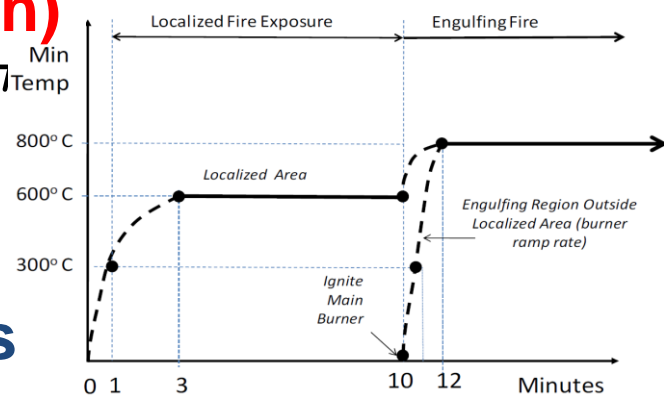 n)
Localized Fire Exposure
Engulfing Fire
Min
Temp
800° C
Localized Area
600° C
Engulfing Region Outside
Localized Area (burner
ramp rate)
300° C
Ignite
Main
Burner
s
0 1 3 10 12 Minutes